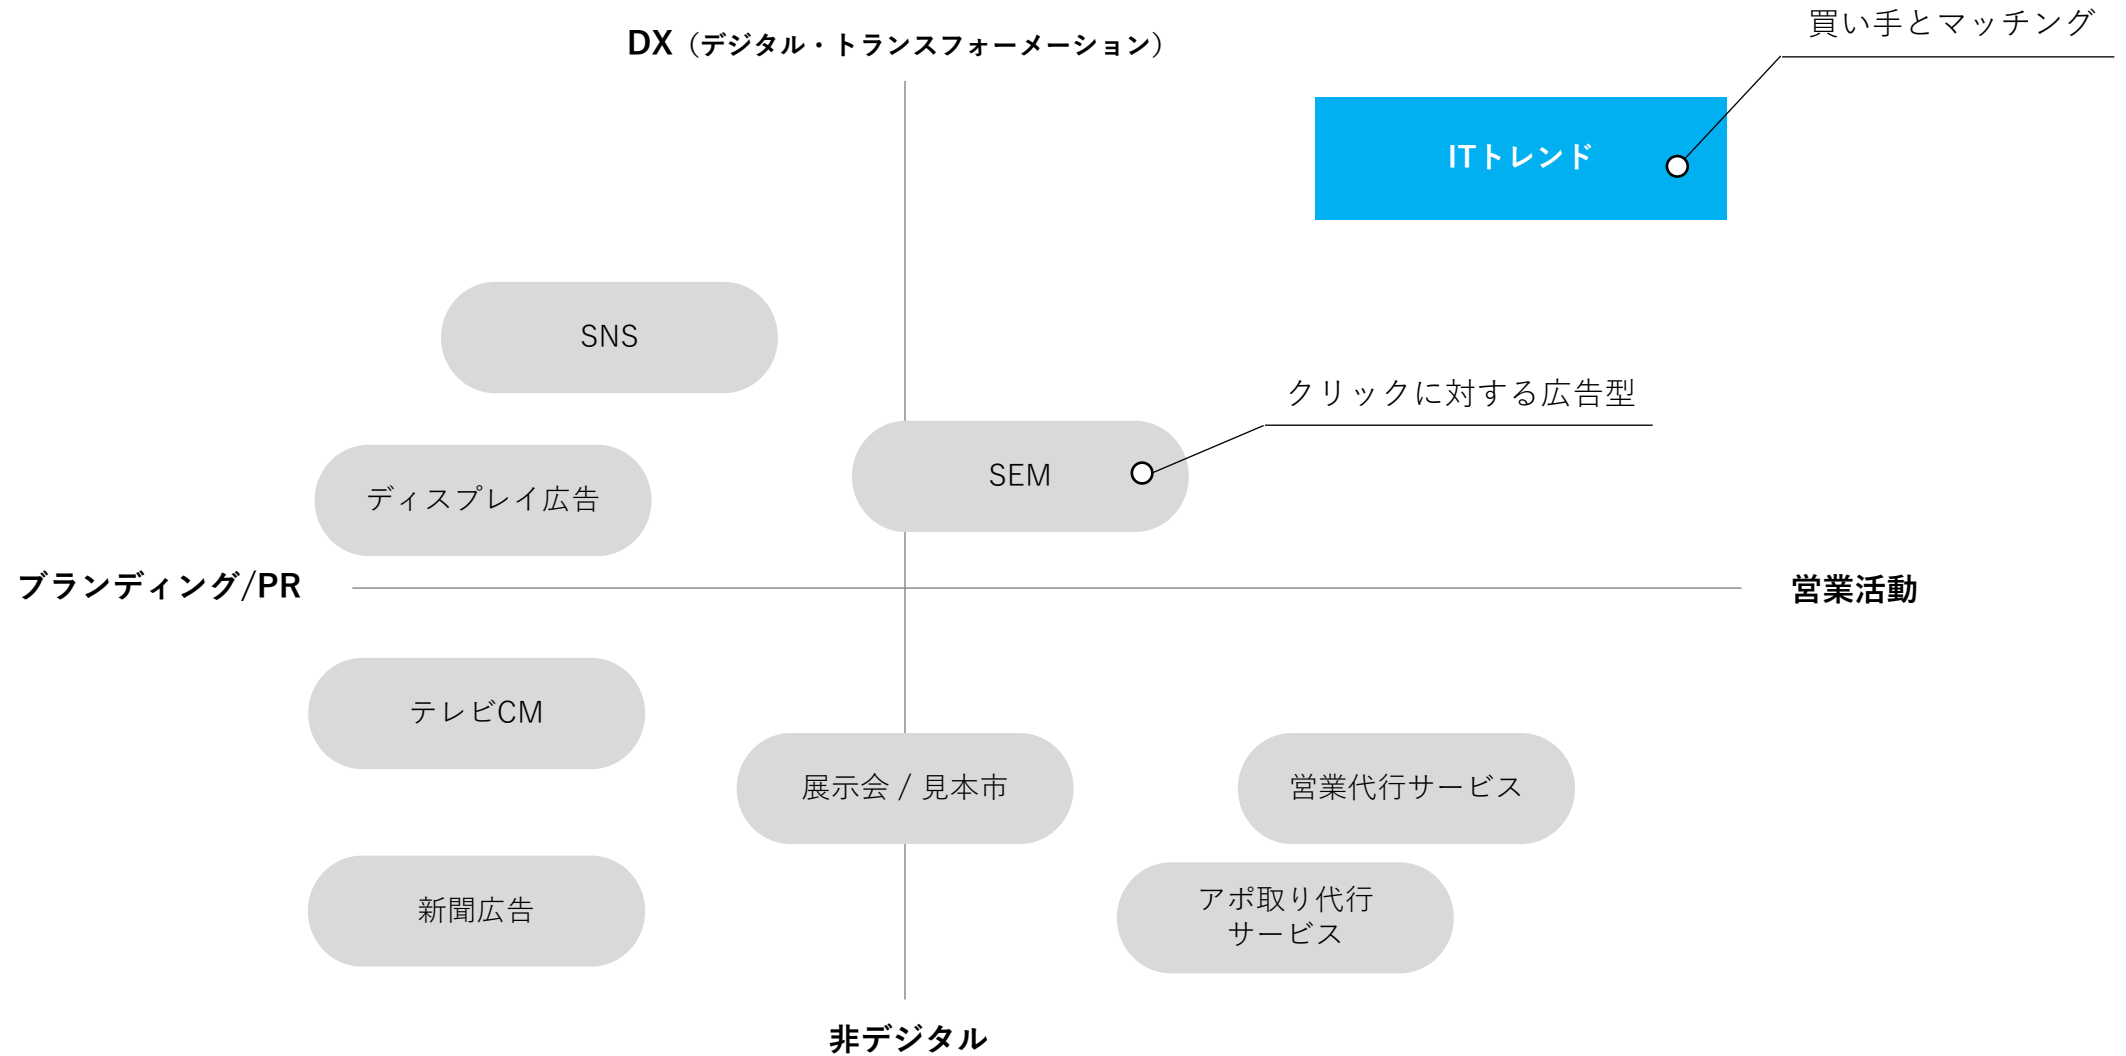 買い手とマッチング
DX（デジタル・トランスフォーメーション）
ITトレンド
SNS
クリックに対する広告型
SEM
ディスプレイ広告
ブランディング/PR
営業活動
テレビCM
展示会 / 見本市
営業代行サービス
新聞広告
アポ取り代行
サービス
非デジタル